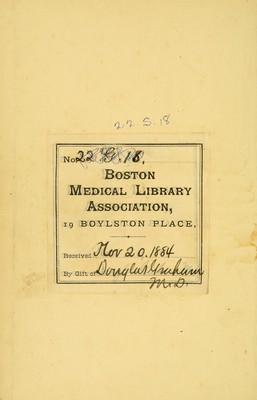 22 S. 18
No. 22 G. 18.
BOSTON
MEDICAL LIBRARY
ASSOCIATION,
19 BOYLSTON PLACE.
Received Nov 20. 1884
By Gift of Douglas Graham
M.D.